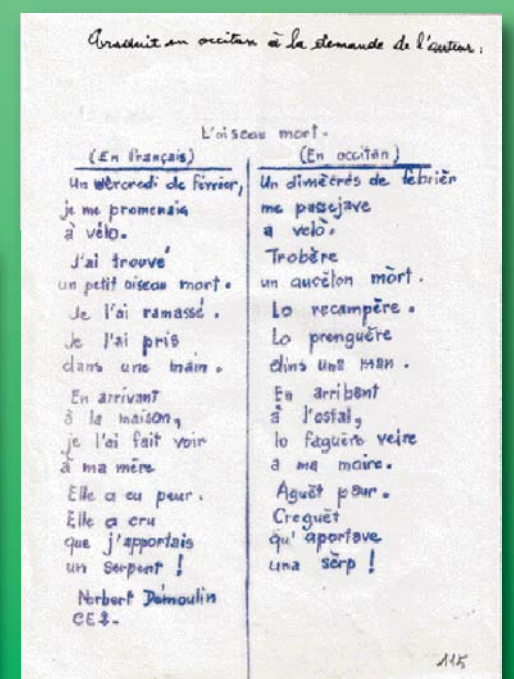 Traduit en occitan à la demande de l'auteur :
L'oiseau mort.
(En français)
Un mercredi de février,
je me promenais
à vélo.
J'ai trouvé
un petit oiseau mort.
Je l'ai ramassé.
Je l'ai pris
dans une main.
En arrivant
à la maison,
je l'ai fait voir
à ma mère
Elle a eu peur.
Elle a cru
que j'apportais
un serpent !
Norbert Démoulin
CE2.
(En occitan)
Un dimècres de febrièr
me passejave
a velò.
Trobère
un aucèlon mòrt.
Lo recampère.
Lo prenguère
dins una man.
En arribent
a l'ostal,
lo faguère veire
a ma maire.
Aguèt paur.
Creguèt
qu'aportave
una sèrp !
115